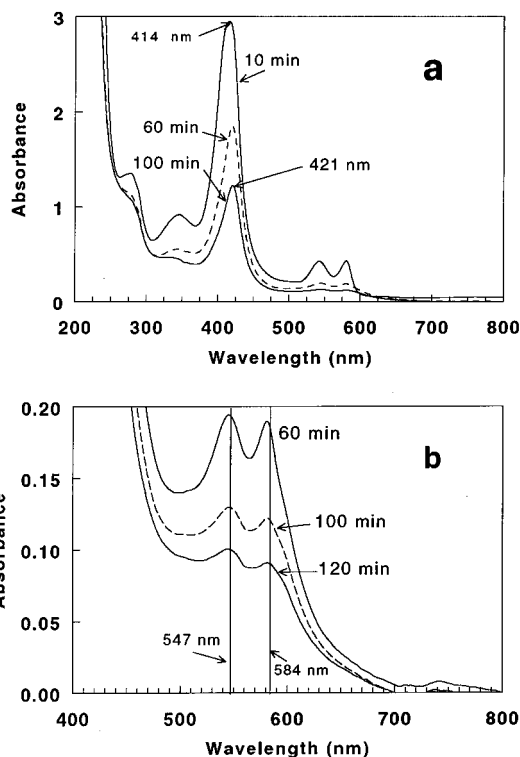 3
414 nm
10 min
a
2
60 min
100 min
421 nm
1
0
Absorbance
200 300 400 500 600 700 800
Wavelength (nm)
0.20
60 min
b
0.15
100 min
0.10
120 min
0.05
547 nm
584 nm
0.00
Absorbance
400 500 600 700 800
Wavelength (nm)